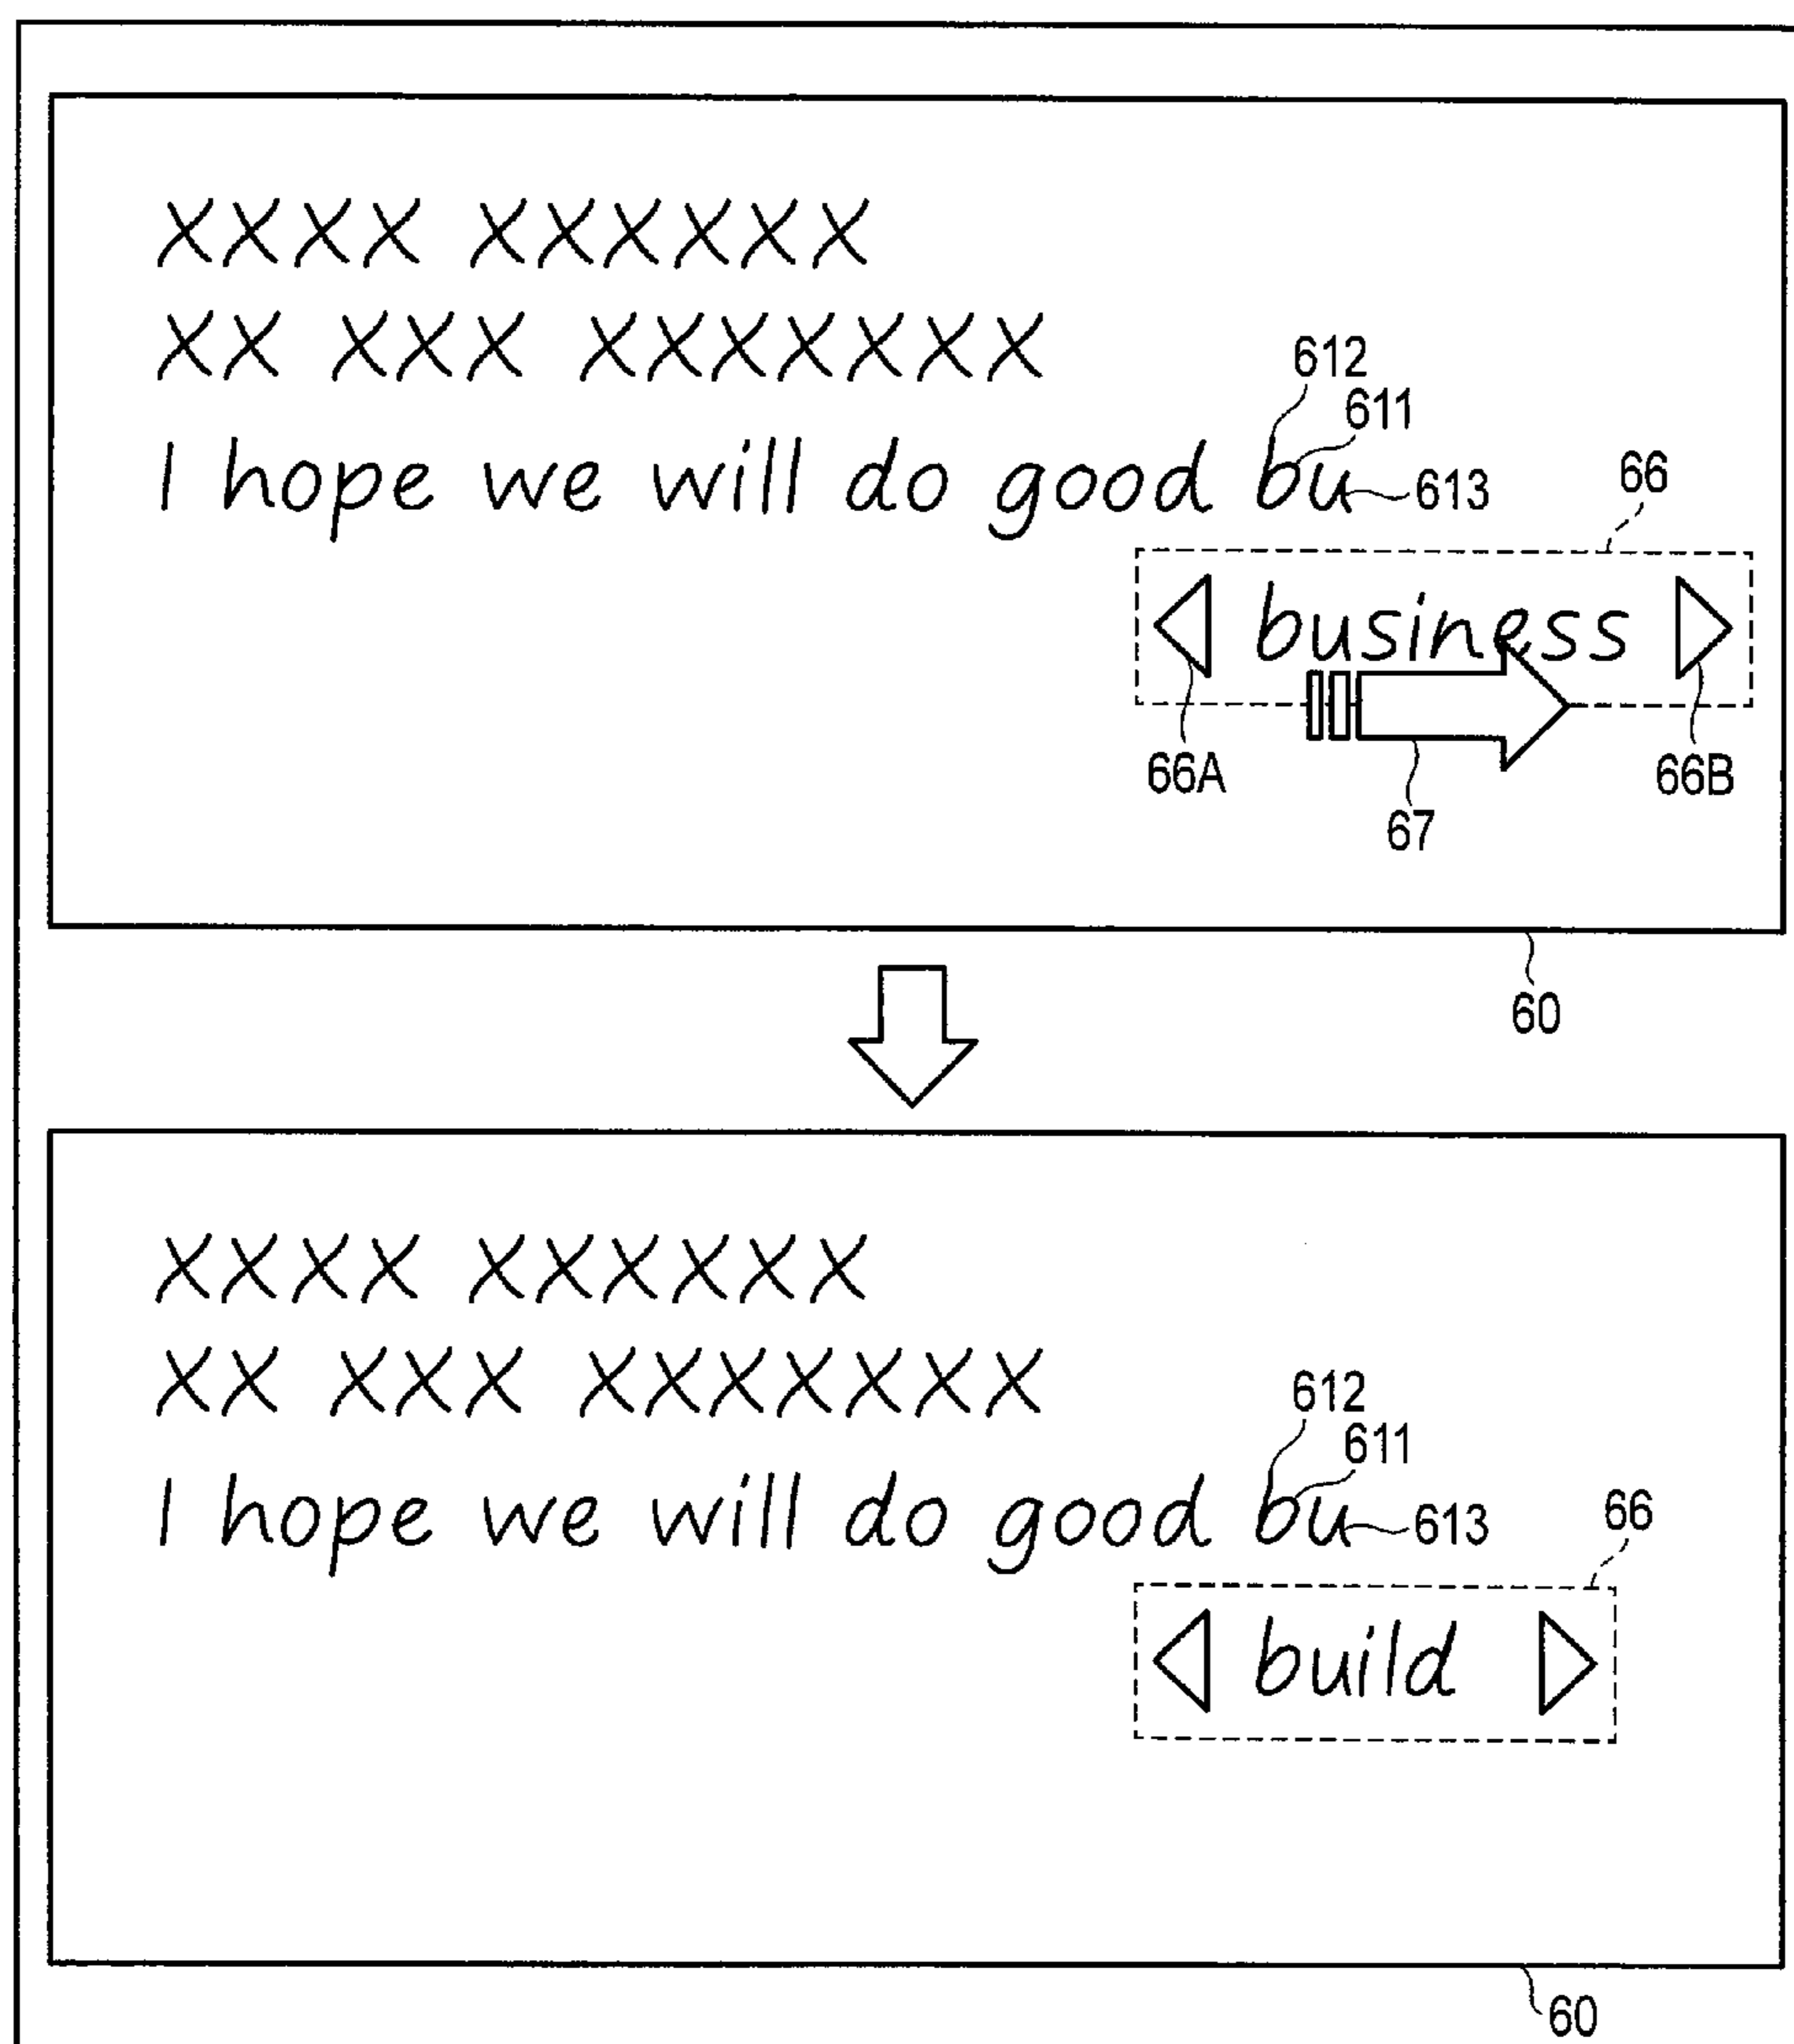 xxxx xxxxxx
xx xxx xxxxxxx
612
611
I hope we will do good bu
613
66
business
66A
66B
67
60
xxxx xxxxxx
xx xxx xxxxxxx
612
611
I hope we will do good bu
613
66
build
60